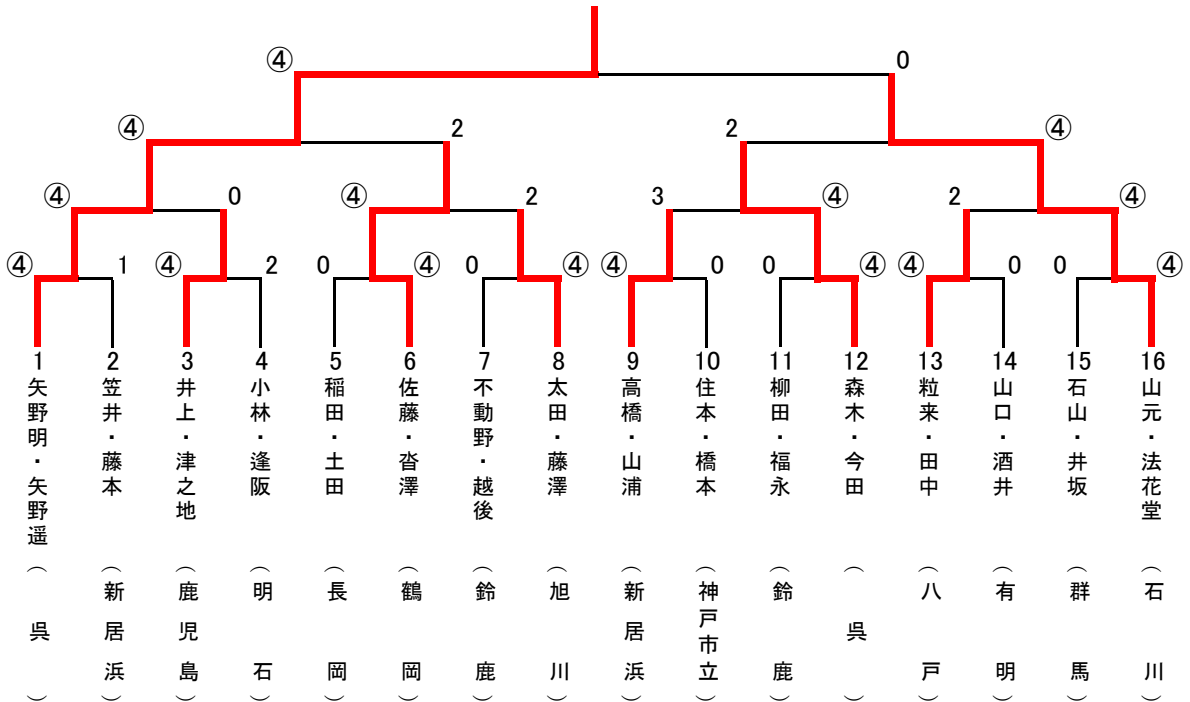 ④ 0
④ 2 2 ④
④ 0 ④ 2 3 ④ 2 ④
④ 1 ④ 2 0 ④ 0 ④ ④ 0 0 ④ ④ 0 0 ④
1 矢野明・矢野遥 (呉)
2 笠井・藤本 (新居浜)
3 井上・津之地 (鹿児島)
4 小林・逢阪 (明石)
5 稲田・土田 (長岡)
6 佐藤・沓澤 (鶴岡)
7 不動野・越後 (鈴鹿)
8 太田・藤澤 (旭川)
9 高橋・山浦 (新居浜)
10 住本・橋本 (神戸市立)
11 柳田・福永 (鈴鹿)
12 森木・今田 (呉)
13 粒来・田中 (八戸)
14 山口・酒井 (有明)
15 石山・井坂 (群馬)
16 山元・法花堂 (石川)